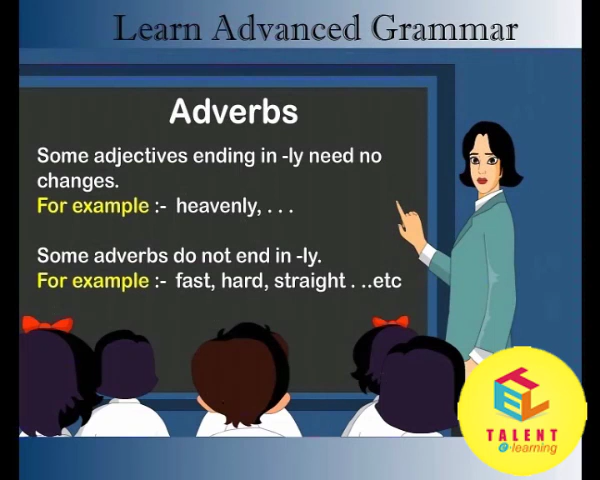 Learn Advanced Grammar
Adverbs
Some adjectives ending in -ly need no
changes.
For example :- heavenly, . . .
Some adverbs do not end in -ly.
For example :- fast, hard, straight . ..etc
TEL
TALENT
e-learning